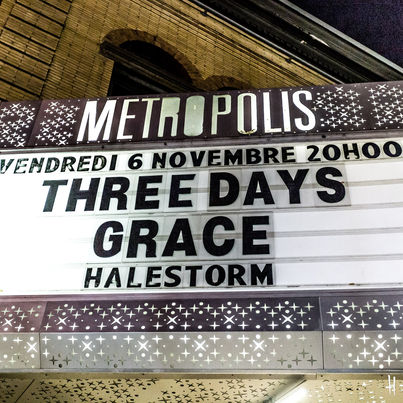 METROPOLIS
VENDREDI 6 NOVEMBRE 20H00
THREE DAYS
GRACE
HALESTORM